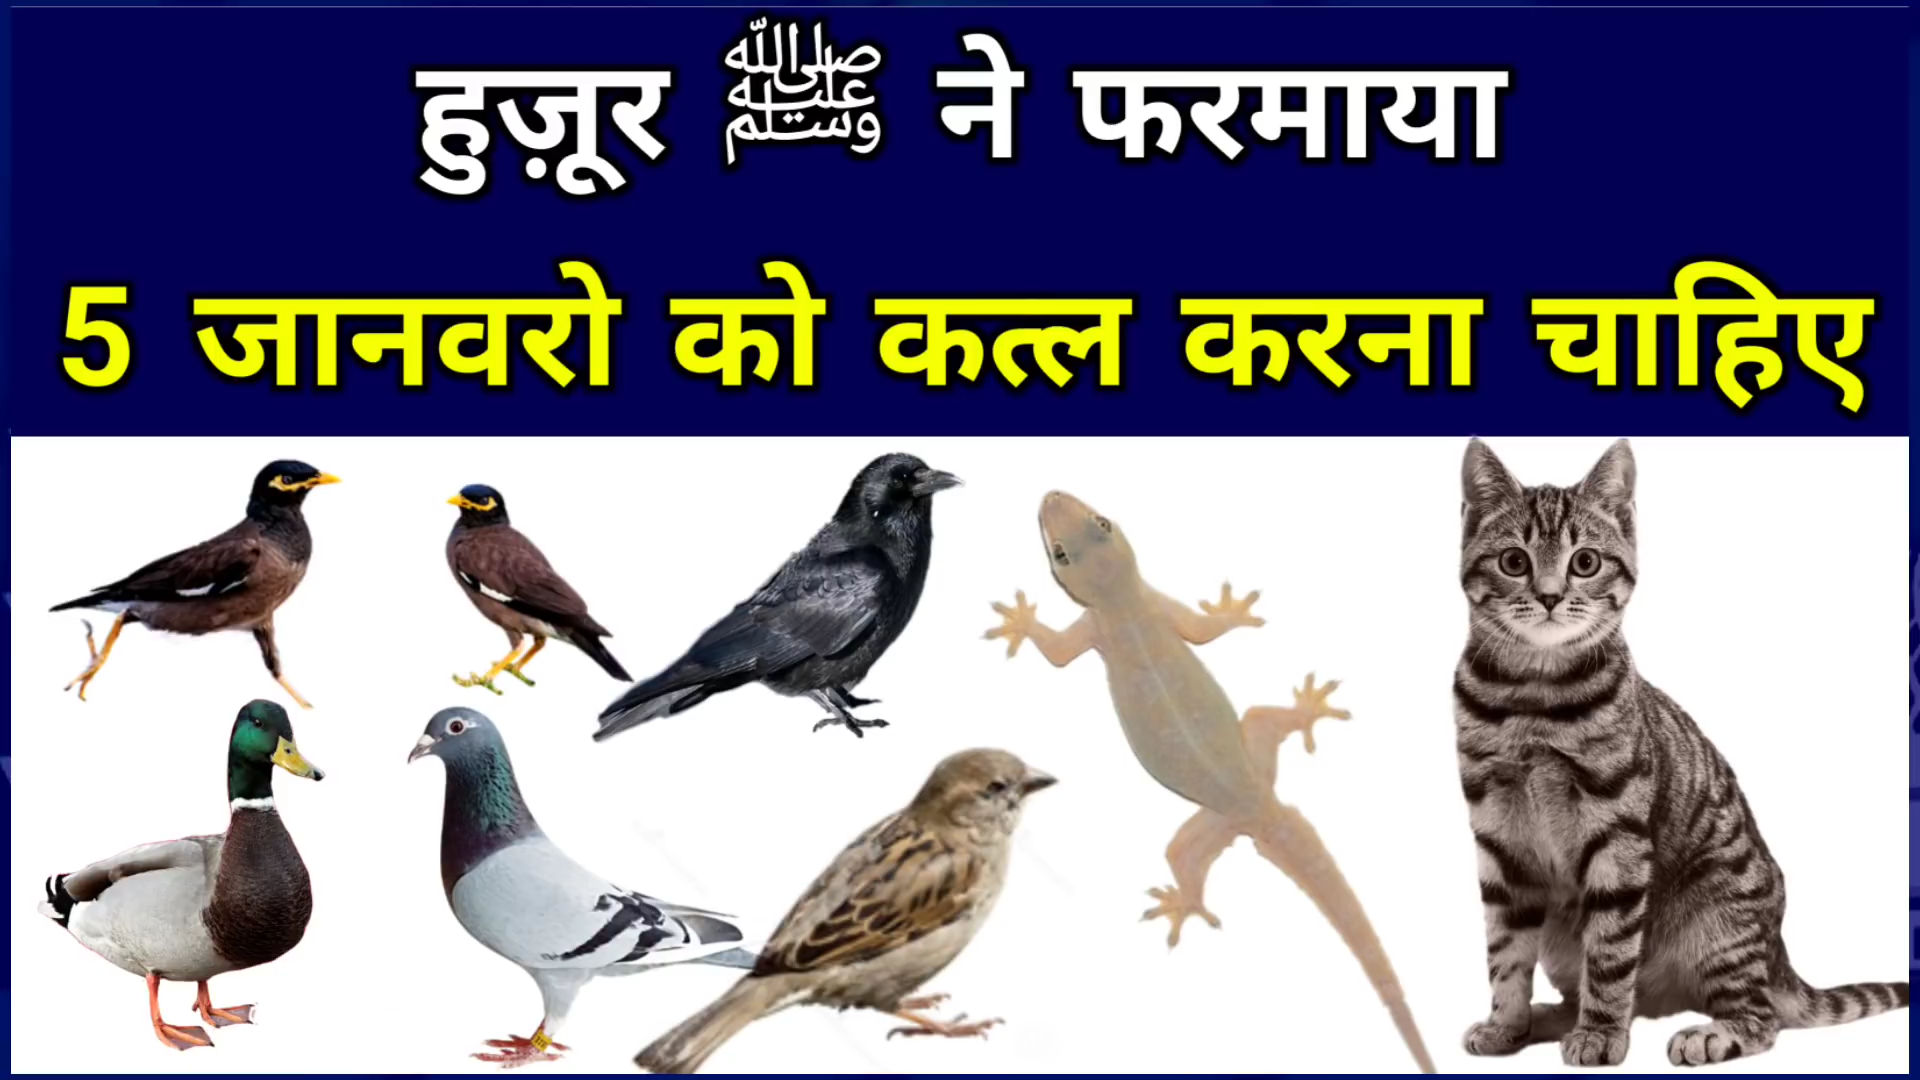 हुज़ूर ﷺ ने फरमाया
5 जानवरो को कत्ल करना चाहिए